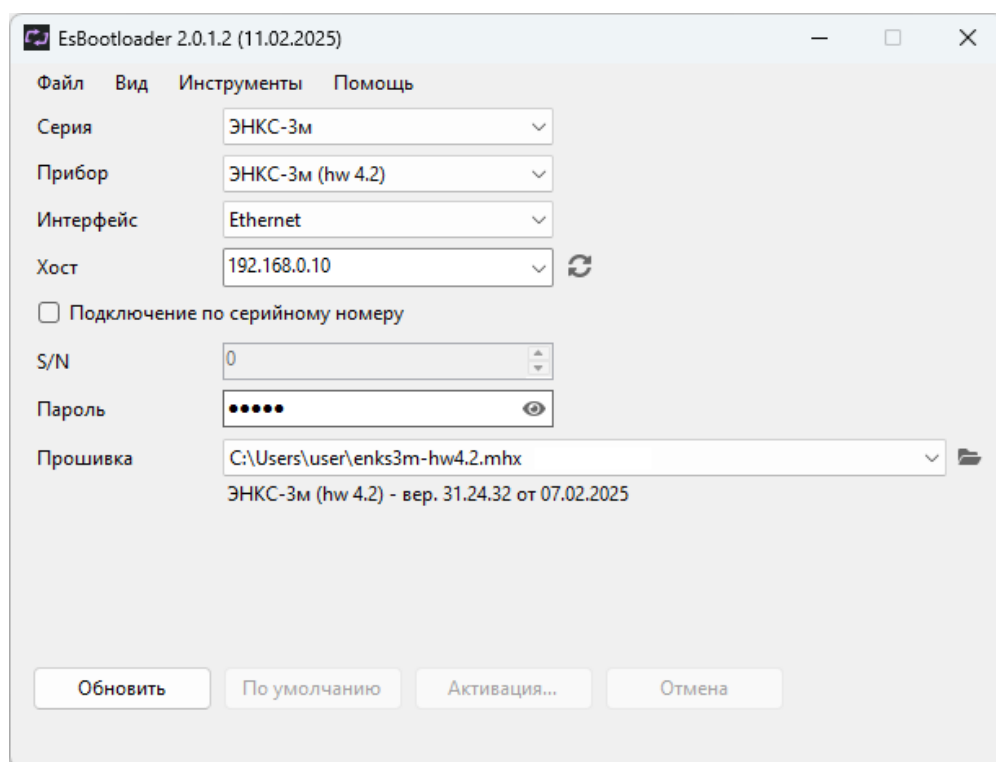 EsBootloader 2.0.1.2 (11.02.2025)
Файл Вид Инструменты Помощь
Серия ЭНКС-3м
Прибор ЭНКС-3м (hw 4.2)
Интерфейс Ethernet
Хост 192.168.0.10
Подключение по серийному номеру
S/N 0
Пароль •••••
Прошивка C:\Users\user\enks3m-hw4.2.mhx
ЭНКС-3м (hw 4.2) - вер. 31.24.32 от 07.02.2025
Обновить По умолчанию Активация... Отмена